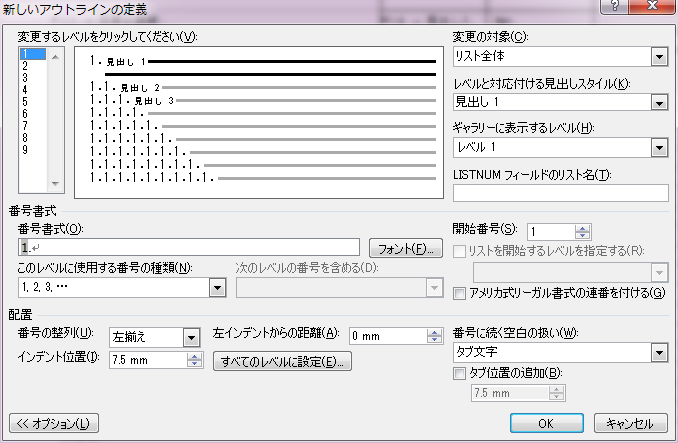 新しいアウトラインの定義
変更するレベルをクリックしてください(V):
1
2
3
4
5
6
7
8
9
1. 見出し 1
1.1. 見出し 2
1.1.1. 見出し 3
1.1.1.1.
1.1.1.1.1.
1.1.1.1.1.1.
1.1.1.1.1.1.1.
1.1.1.1.1.1.1.1.
1.1.1.1.1.1.1.1.1.
変更の対象(C):
リスト全体
レベルと対応付ける見出しスタイル(K):
見出し 1
ギャラリーに表示するレベル(H):
レベル 1
LISTNUM フィールドのリスト名(T):
番号書式
番号書式(O):
1.↵
フォント(F)...
このレベルに使用する番号の種類(N):
1, 2, 3, …
次のレベルの番号を含める(D):
開始番号(S):
1
リストを開始するレベルを指定する(R):
アメリカ式リーガル書式の連番を付ける(G)
配置
番号の整列(U):
左揃え
左インデントからの距離(A):
0 mm
インデント位置(I):
7.5 mm
すべてのレベルに設定(E)...
番号に続く空白の扱い(W):
タブ文字
タブ位置の追加(B):
7.5 mm
<< オプション(L)
OK
キャンセル